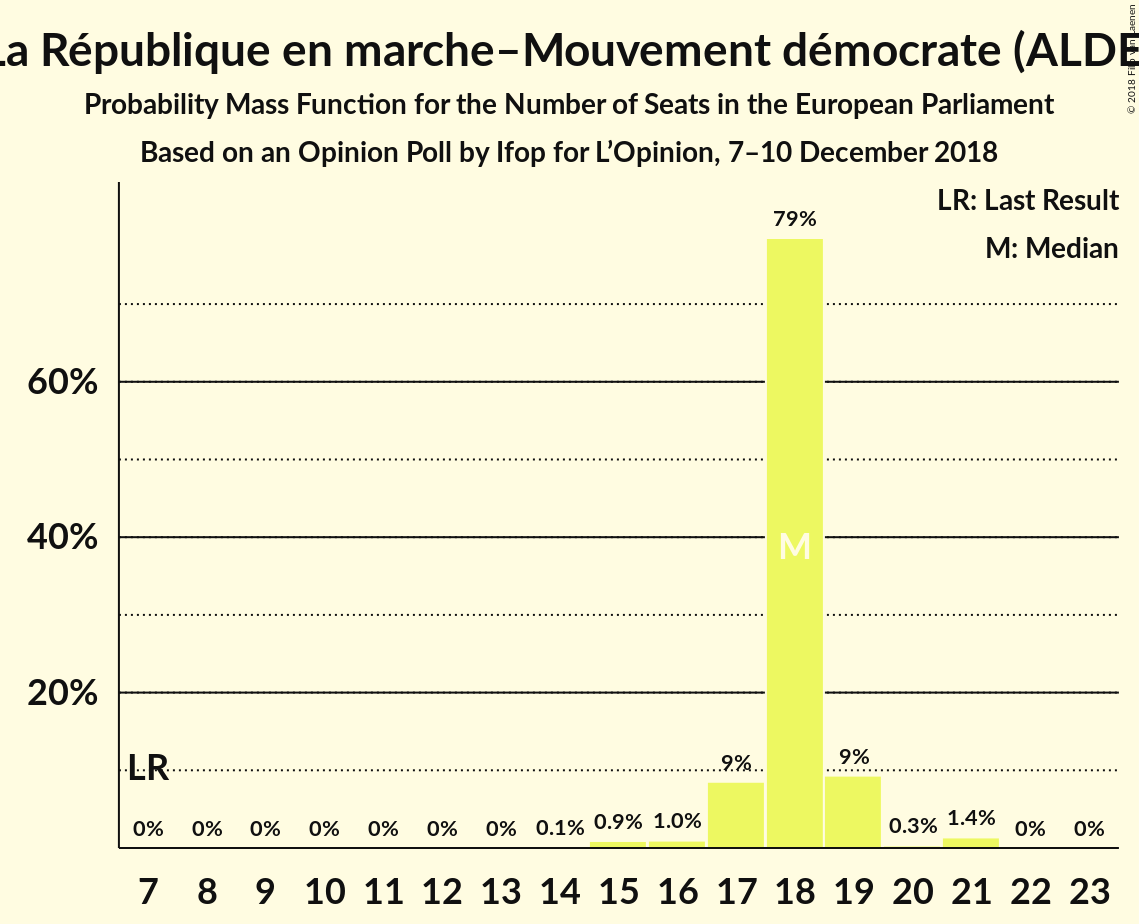 La République en marche–Mouvement démocrate (ALDE
Probability Mass Function for the Number of Seats in the European Parliament
Based on an Opinion Poll by Ifop for L’Opinion, 7–10 December 2018
© 2018
LR: Last Result
M: Median
79%
60%
40%
M
20%
LR
0% 0% 0% 0% 0% 0% 0% 0.1% 0.9% 1.0% 9% 9% 0.3% 1.4% 0% 0%
7 8 9 10 11 12 13 14 15 16 17 18 19 20 21 22 23